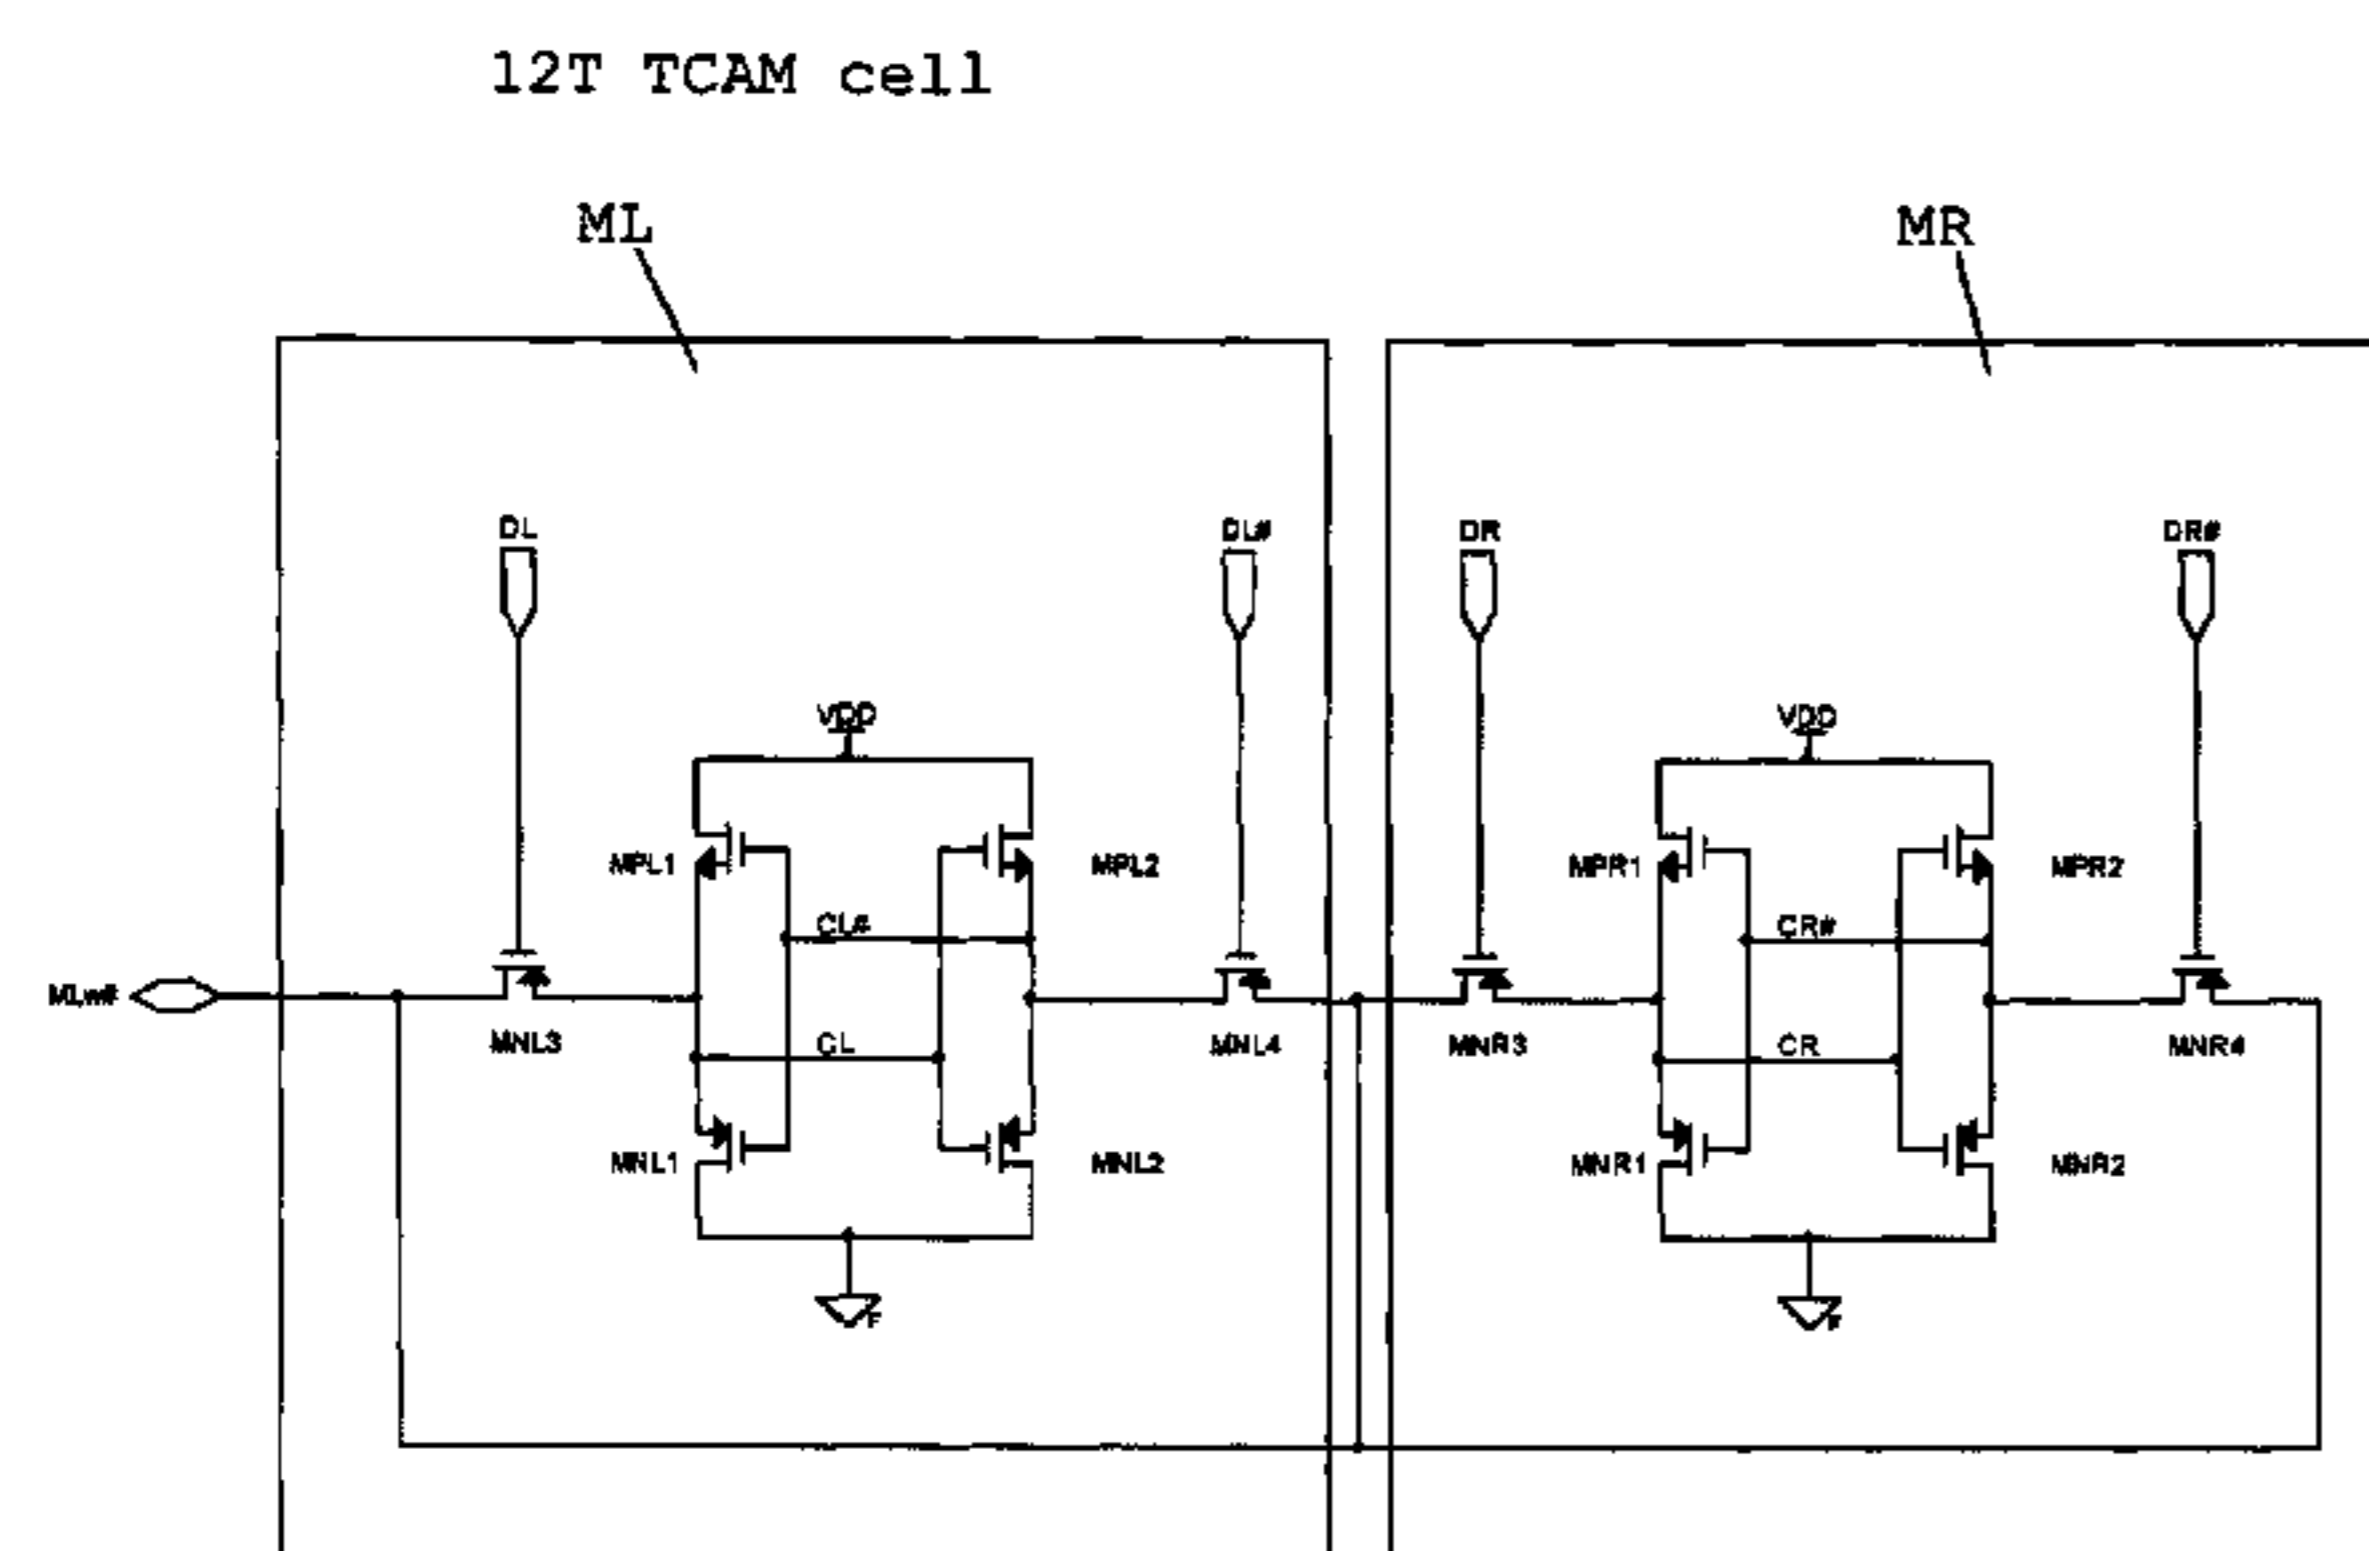 12T TCAM cell
ML MR
DL DL# DR DR#
VDD VDD
MPL1 MPL2 MPR1 MPR2
CL# CR#
MLw#
MNL3 CL MNL4 MNR3 CR MNR4
MNL1 MNL2 MNR1 MNR2
F F